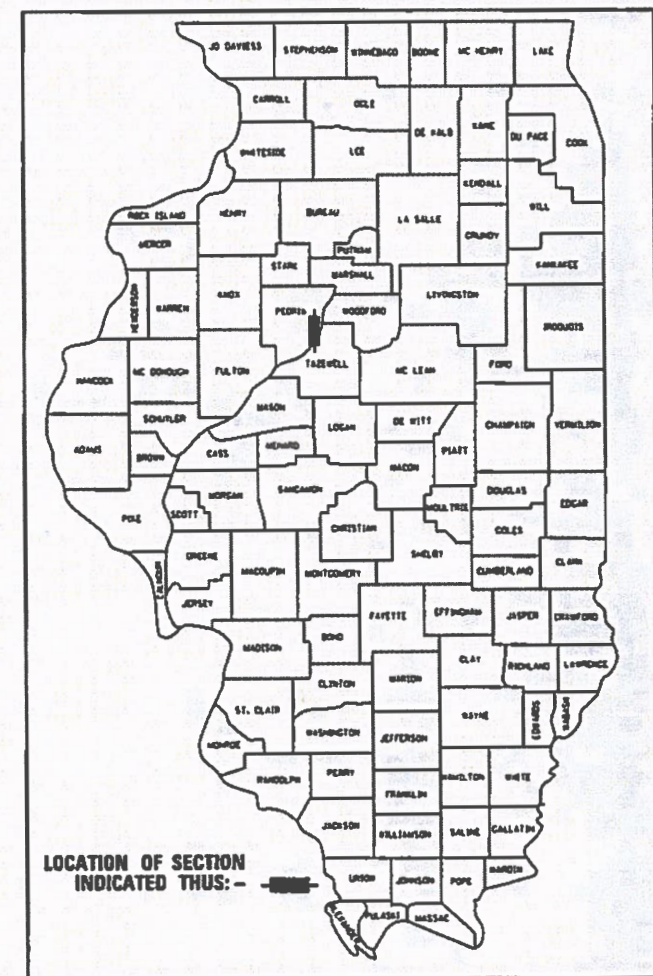 JO DAVIESS STEPHENSON WINNEBAGO BOONE MC HENRY LAKE
CARROLL OGLE
DE KALB KANE DU PAGE COOK
WHITESIDE LEE
KENDALL
ROCK ISLAND HENRY BUREAU LA SALLE GRUNDY WILL
MERCER PUTNAM
STARK MARSHALL KANKAKEE
HENDERSON WARREN KNOX PEORIA WOODFORD LIVINGSTON IROQUOIS
HANCOCK MC DONOUGH FULTON TAZEWELL MC LEAN FORD
MASON
SCHUYLER LOGAN DE WITT CHAMPAIGN VERMILION
ADAMS BROWN CASS MENARD MACON PIATT
PIKE SCOTT MORGAN SANGAMON MOULTRIE DOUGLAS EDGAR
CHRISTIAN COLES
GREENE MACOUPIN MONTGOMERY SHELBY CUMBERLAND CLARK
CALHOUN JERSEY
FAYETTE EFFINGHAM JASPER CRAWFORD
MADISON BOND
CLAY RICHLAND LAWRENCE
CLINTON MARION
ST. CLAIR WAYNE EDWARDS WABASH
WASHINGTON JEFFERSON
MONROE
RANDOLPH PERRY HAMILTON WHITE
FRANKLIN
JACKSON WILLIAMSON SALINE GALLATIN
LOCATION OF SECTION
INDICATED THUS: -
UNION JOHNSON POPE HARDIN
ALEXANDER PULASKI MASSAC